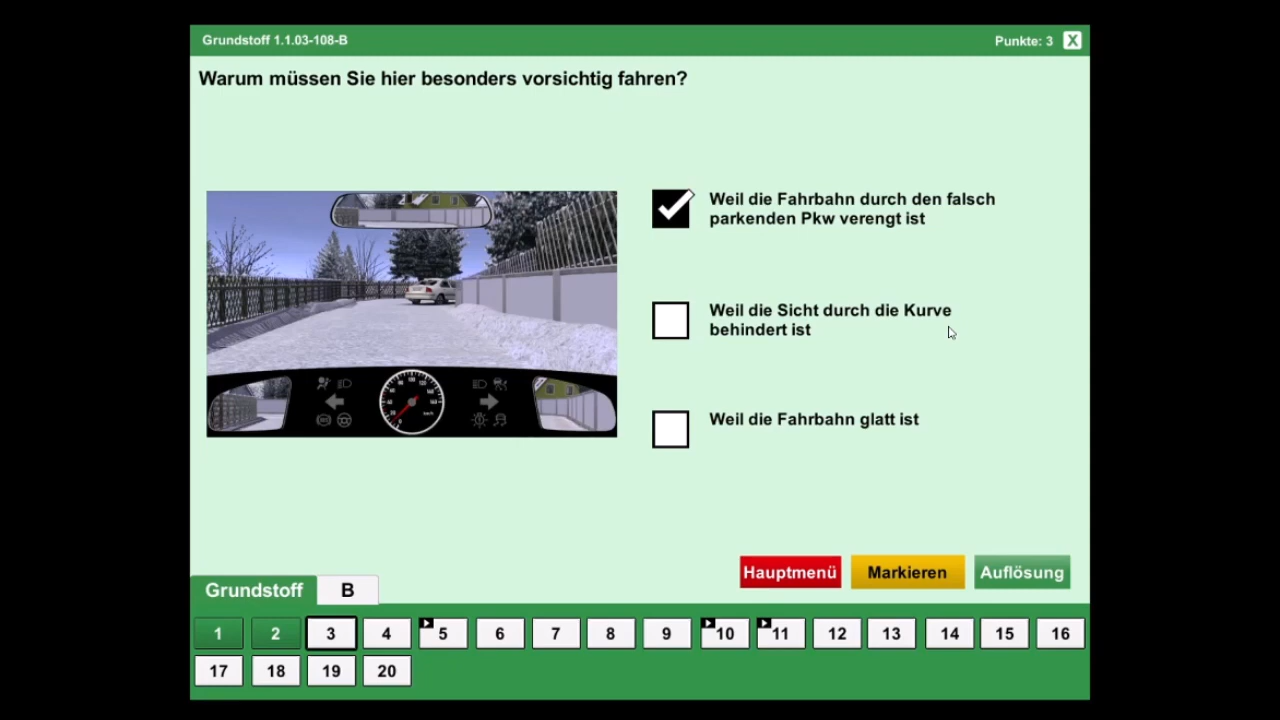 Grundstoff 1.1.03-108-B
Punkte: 3 X
Warum müssen Sie hier besonders vorsichtig fahren?
Weil die Fahrbahn durch den falsch
parkenden Pkw verengt ist
Weil die Sicht durch die Kurve
behindert ist
Weil die Fahrbahn glatt ist
Hauptmenü Markieren Auflösung
Grundstoff B
1 2 3 4 5 6 7 8 9 10 11 12 13 14 15 16
17 18 19 20